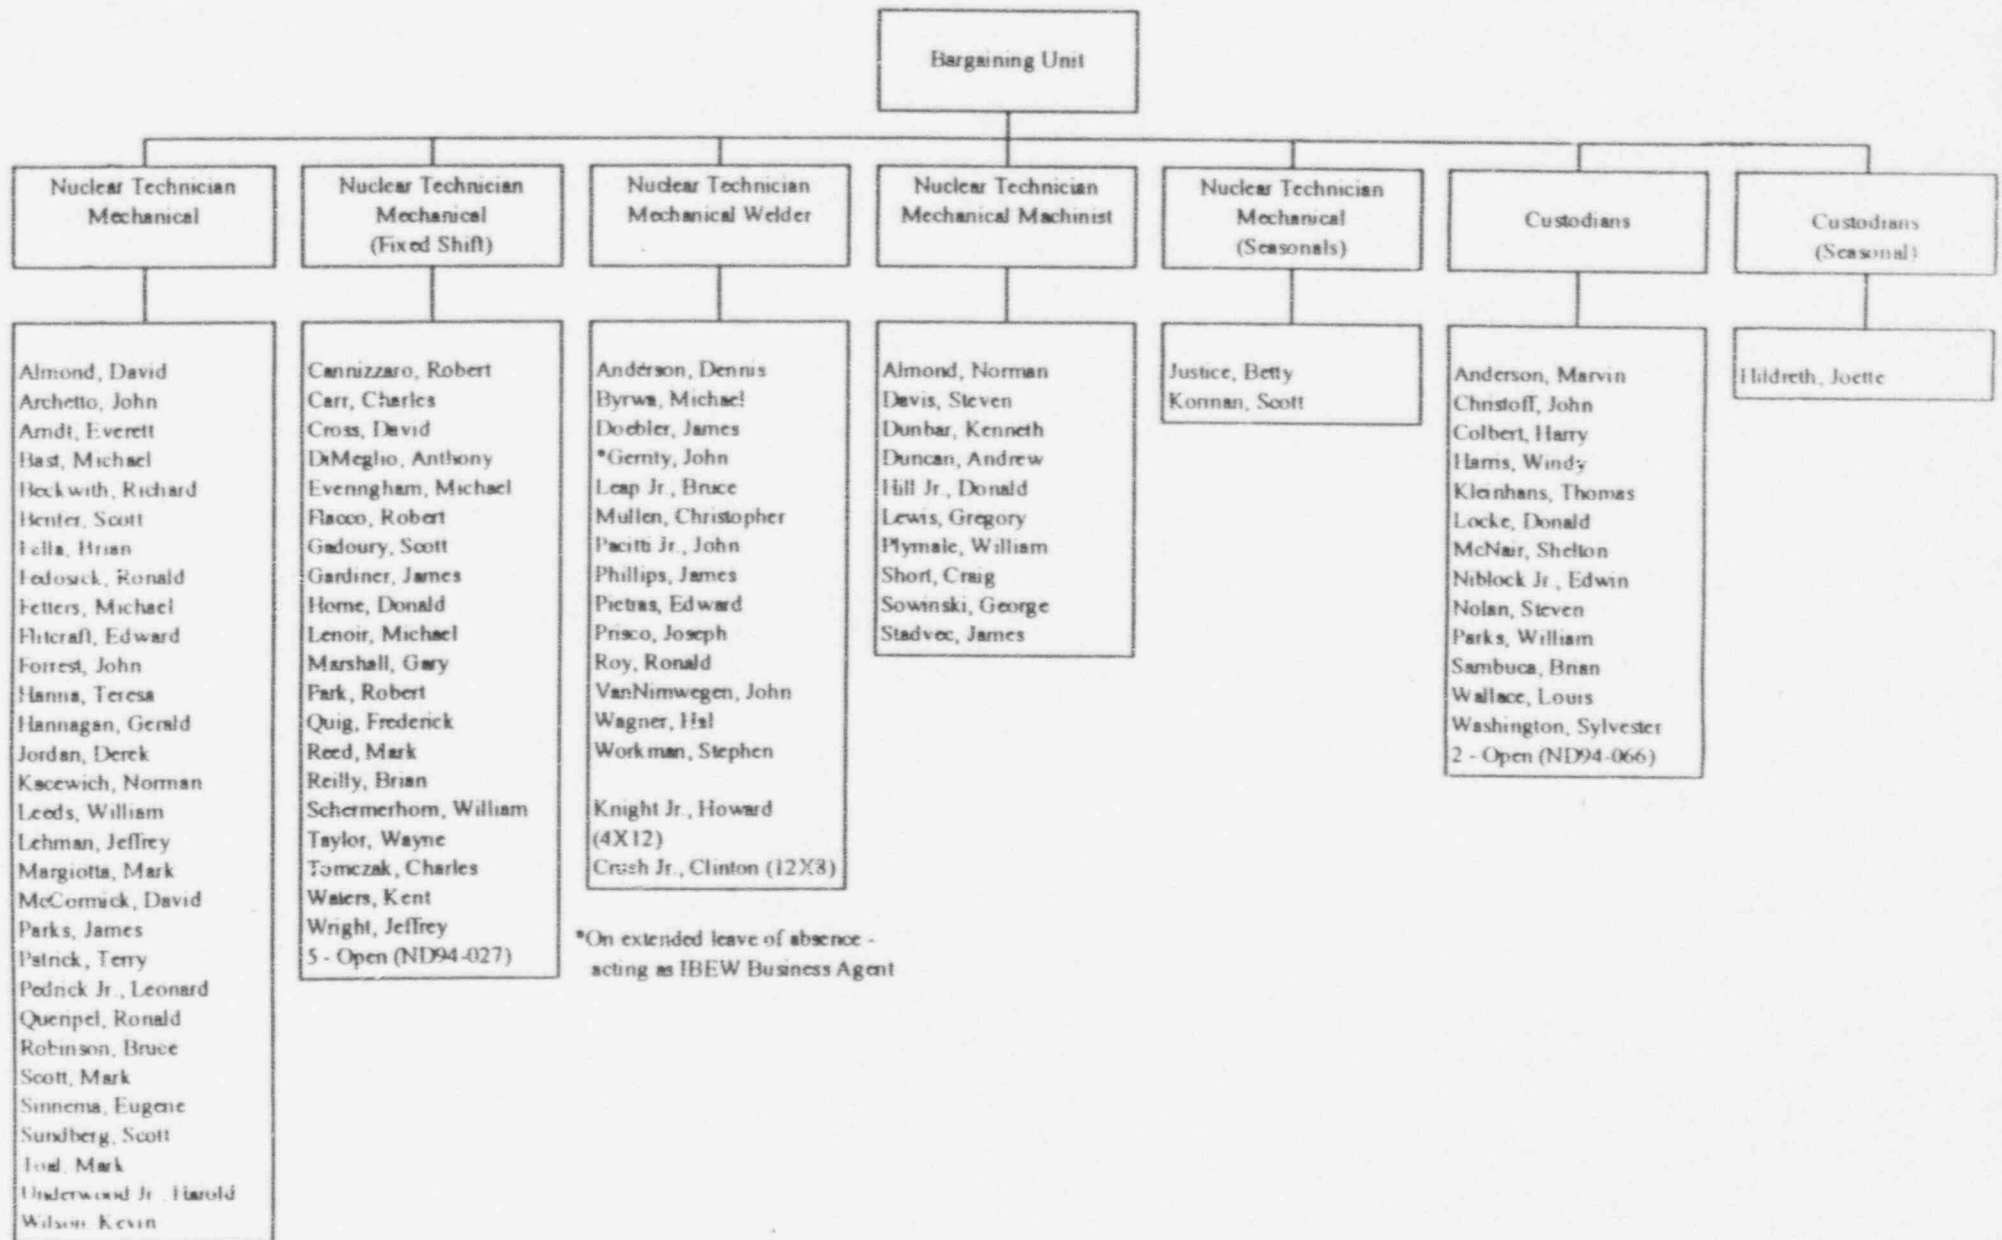 Bargaining Unit
Nuclear Technician
Mechanical
Nuclear Technician
Mechanical
(Fixed Shift)
Nuclear Technician
Mechanical Welder
Nuclear Technician
Mechanical Machinist
Nuclear Technician
Mechanical
(Seasonals)
Custodians
Custodians
(Seasonal)
Almond, David
Archetto, John
Arndt, Everett
Bast, Michael
Beckwith, Richard
Benter, Scott
Fella, Brian
Fedosick, Ronald
Fetters, Michael
Flitcraft, Edward
Forrest, John
Hanna, Teresa
Hannagan, Gerald
Jordan, Derek
Kacewich, Norman
Leeds, William
Lehman, Jeffrey
Margiotta, Mark
McCormick, David
Parks, James
Patrick, Terry
Pedrick Jr., Leonard
Quenpel, Ronald
Robinson, Bruce
Scott, Mark
Sinnema, Eugene
Sundberg, Scott
Toal, Mark
Underwood Jr., Harold
Wilson, Kevin
Cannizzaro, Robert
Carr, Charles
Cross, David
DiMeglio, Anthony
Everingham, Michael
Flacco, Robert
Gadoury, Scott
Gardiner, James
Horne, Donald
Lenoir, Michael
Marshall, Gary
Park, Robert
Quig, Frederick
Reed, Mark
Reilly, Brian
Schermerhorn, William
Taylor, Wayne
Tomczak, Charles
Waters, Kent
Wright, Jeffrey
5 - Open (ND94-027)
Anderson, Dennis
Byrwa, Michael
Doebler, James
*Gerrity, John
Leap Jr., Bruce
Mullen, Christopher
Pacitti Jr., John
Phillips, James
Pietras, Edward
Prisco, Joseph
Roy, Ronald
VanNimwegen, John
Wagner, Hal
Workman, Stephen
Knight Jr., Howard
(4X12)
Crush Jr., Clinton (12X8)
*On extended leave of absence -
acting as IBEW Business Agent
Almond, Norman
Davis, Steven
Dunbar, Kenneth
Duncan, Andrew
Hill Jr., Donald
Lewis, Gregory
Plymale, William
Short, Craig
Sowinski, George
Stadvec, James
Justice, Betty
Konnan, Scott
Anderson, Marvin
Christoff, John
Colbert, Harry
Harris, Windy
Kleinhans, Thomas
Locke, Donald
McNair, Shelton
Niblock Jr., Edwin
Nolan, Steven
Parks, William
Sambuca, Brian
Wallace, Louis
Washington, Sylvester
2 - Open (ND94-066)
Hildreth, Joette